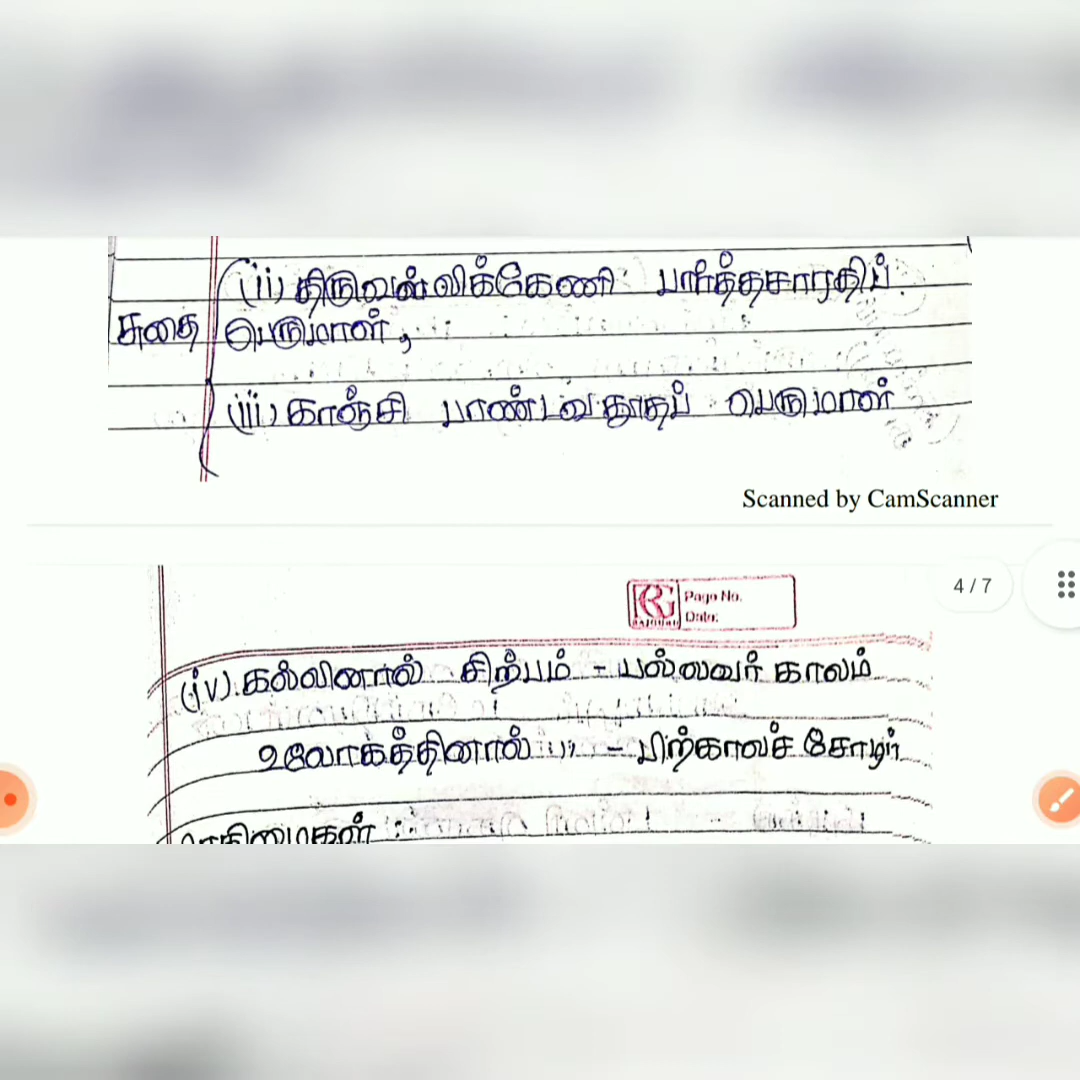 (ii) திருவல்லிக்கேணி பார்த்தசாரதிப்
சுதை பெருமாள்,
(iii) காஞ்சி பாண்டவதூதப் பெருமாள்
Scanned by CamScanner
4 / 7
Page No.
Date:
(iv). கல்லினால் சிற்பம் - பல்லவர் காலம்
உலோகத்தினால் " - பிற்காலச் சோழர்